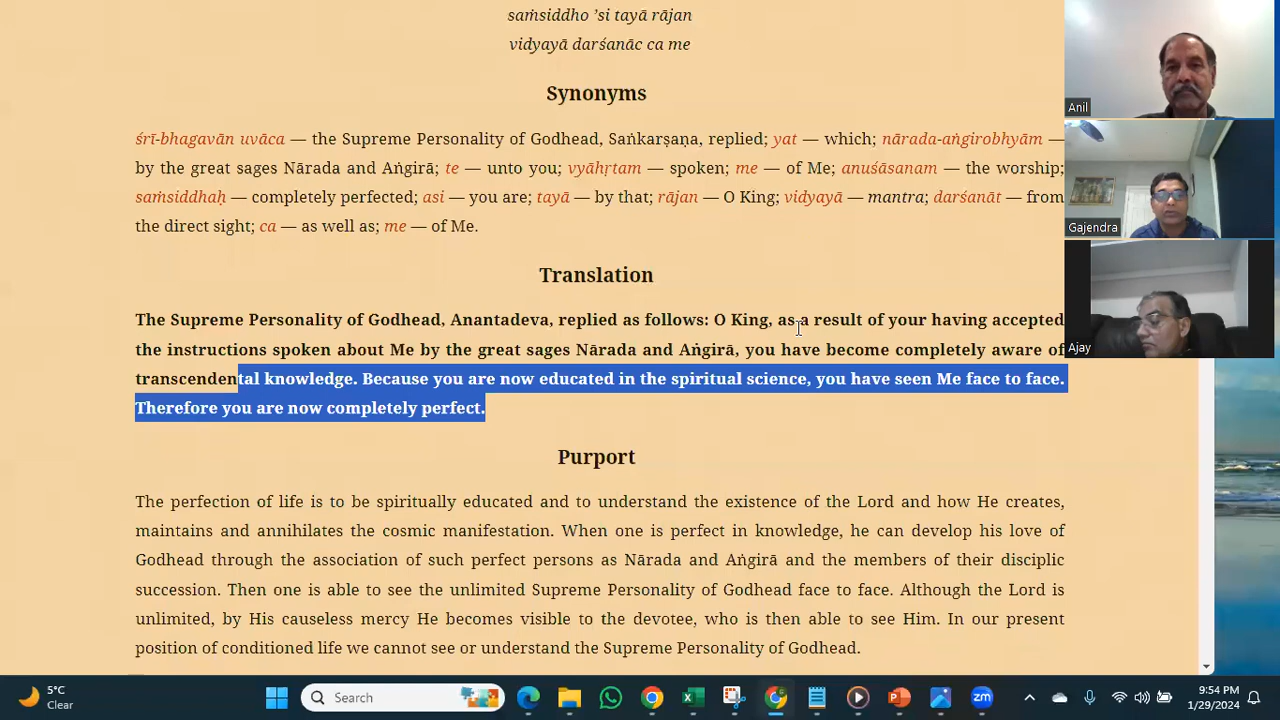 saṁsiddho ’si tayā rājan
vidyayā darśanāc ca me
Synonyms
śrī-bhagavān uvāca — the Supreme Personality of Godhead, Saṅkarṣaṇa, replied; yat — which; nārada-aṅgirobhyām —
by the great sages Nārada and Aṅgirā; te — unto you; vyāhṛtam — spoken; me — of Me; anuśāsanam — the worship;
saṁsiddhaḥ — completely perfected; asi — you are; tayā — by that; rājan — O King; vidyayā — mantra; darśanāt — from
the direct sight; ca — as well as; me — of Me.
Translation
The Supreme Personality of Godhead, Anantadeva, replied as follows: O King, as a result of your having accepted
the instructions spoken about Me by the great sages Nārada and Aṅgirā, you have become completely aware of
transcendental knowledge. Because you are now educated in the spiritual science, you have seen Me face to face.
Therefore you are now completely perfect.
Purport
The perfection of life is to be spiritually educated and to understand the existence of the Lord and how He creates,
maintains and annihilates the cosmic manifestation. When one is perfect in knowledge, he can develop his love of
Godhead through the association of such perfect persons as Nārada and Aṅgirā and the members of their disciplic
succession. Then one is able to see the unlimited Supreme Personality of Godhead face to face. Although the Lord is
unlimited, by His causeless mercy He becomes visible to the devotee, who is then able to see Him. In our present
position of conditioned life we cannot see or understand the Supreme Personality of Godhead.
Anil
Gajendra
Ajay
5°C
Clear
Search
zm
9:54 PM
1/29/2024